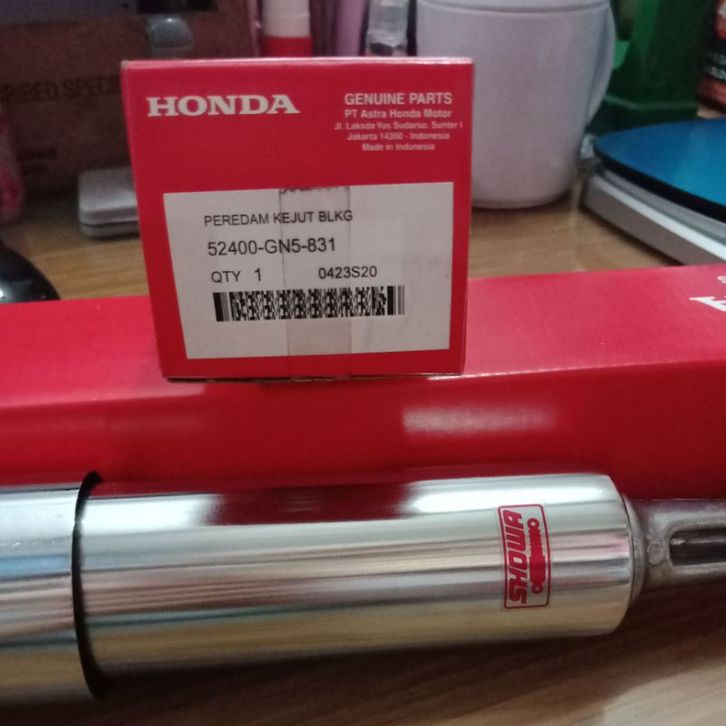 HONDA
GENUINE PARTS
PT Astra Honda Motor
Jl. Laksda Yos Sudarso. Sunter I
Jakarta 14350 - Indonesia
Made in Indonesia
PEREDAM KEJUT BLKG
52400-GN5-831
QTY 1 0423S20
SHOWA